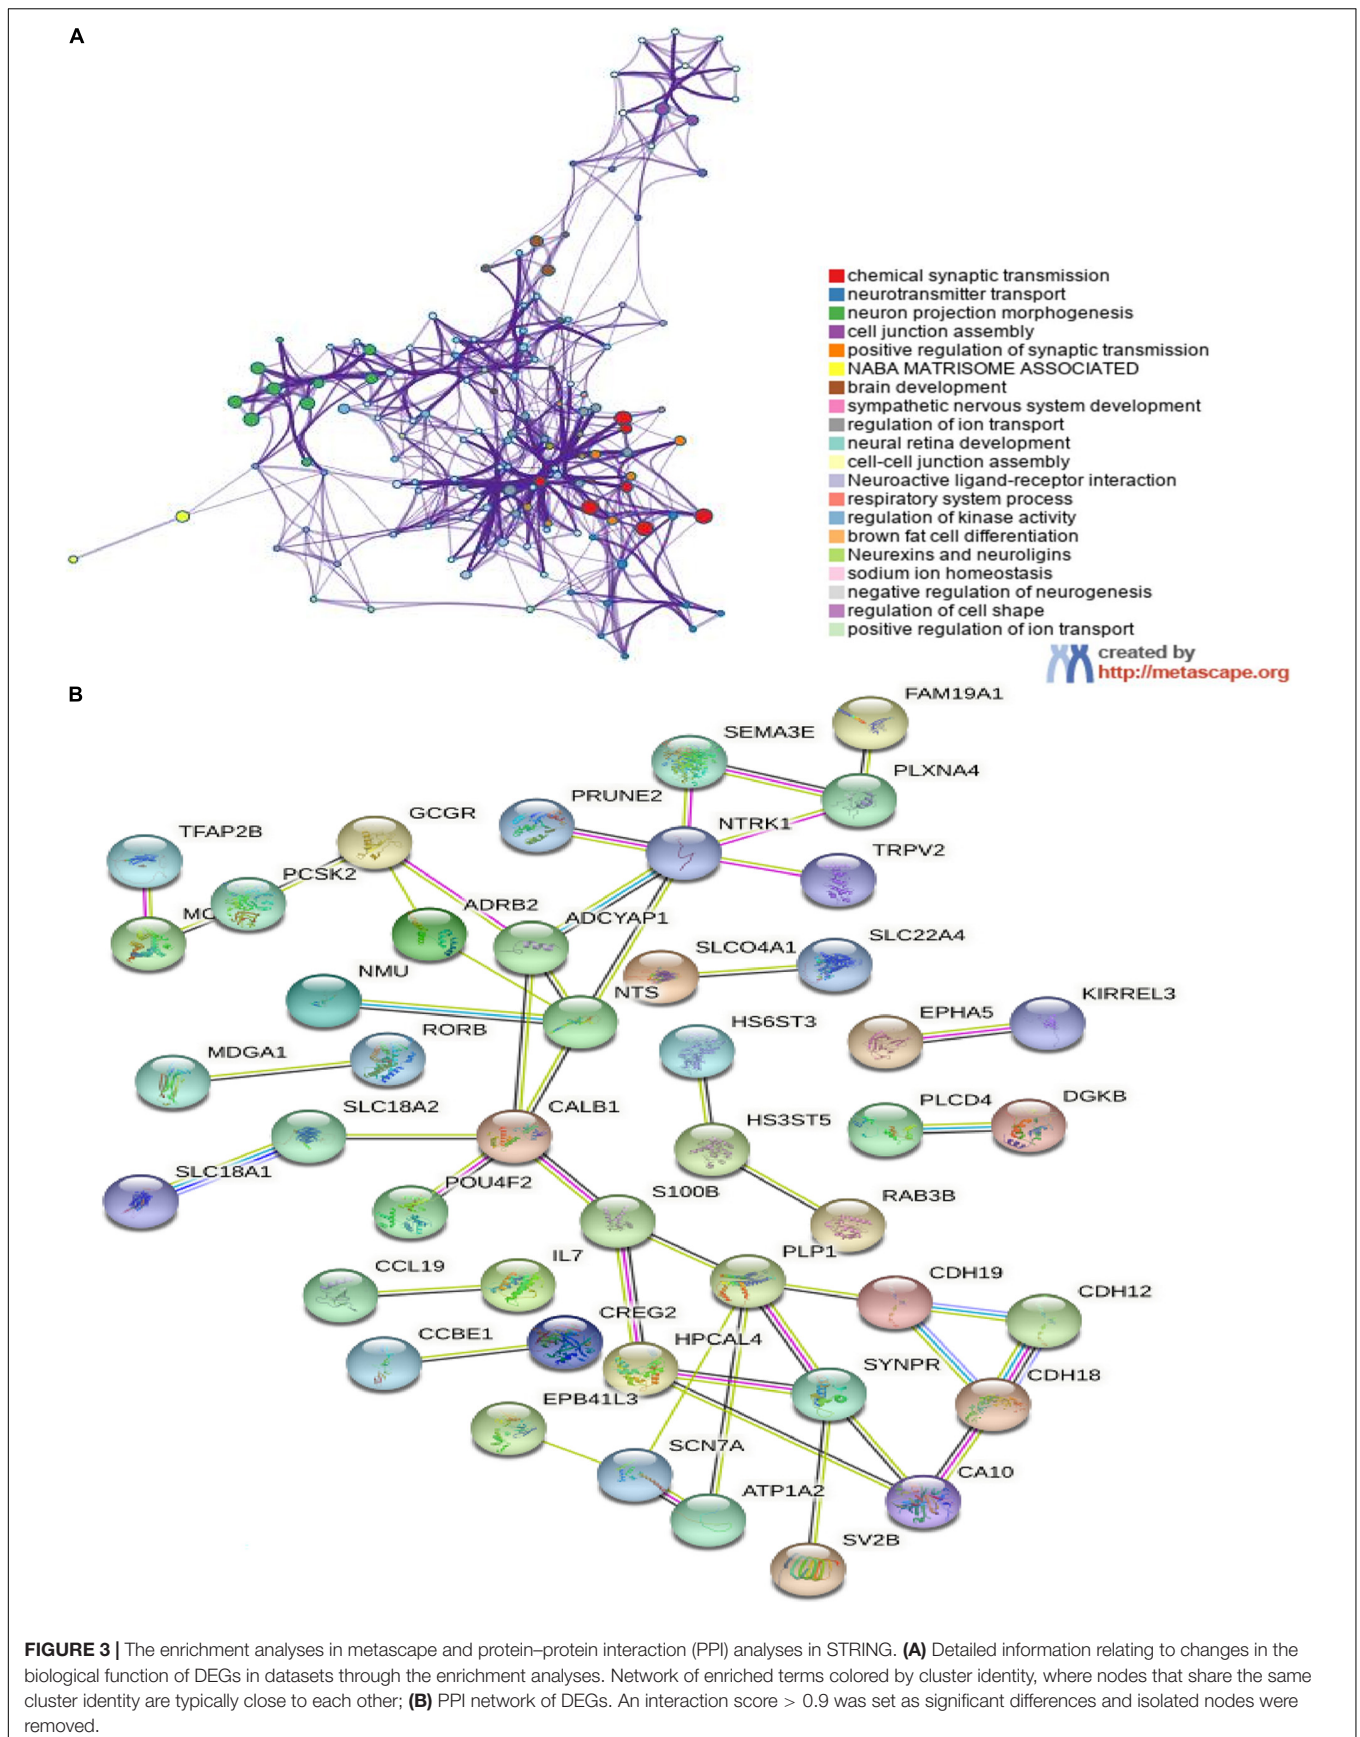 A
chemical synaptic transmission
neurotransmitter transport
neuron projection morphogenesis
cell junction assembly
positive regulation of synaptic transmission
NABA MATRISOME ASSOCIATED
brain development
sympathetic nervous system development
regulation of ion transport
neural retina development
cell-cell junction assembly
Neuroactive ligand-receptor interaction
respiratory system process
regulation of kinase activity
brown fat cell differentiation
Neurexins and neuroligins
sodium ion homeostasis
negative regulation of neurogenesis
regulation of cell shape
positive regulation of ion transport
created by
http://metascape.org
B
FAM19A1
SEMA3E
PLXNA4
PRUNE2
GCGR
NTRK1
TFAP2B
TRPV2
PCSK2
ADRB2
MC
ADCYAP1
SLCO4A1
SLC22A4
NMU
NTS
KIRREL3
EPHA5
HS6ST3
RORB
MDGA1
DGKB
PLCD4
SLC18A2
CALB1
HS3ST5
SLC18A1
POU4F2
S100B
RAB3B
PLP1
IL7
CCL19
CDH19
CDH12
CREG2
CCBE1
HPCAL4
SYNPR
CDH18
EPB41L3
SCN7A
CA10
ATP1A2
SV2B
FIGURE 3 | The enrichment analyses in metascape and protein–protein interaction (PPI) analyses in STRING. (A) Detailed information relating to changes in the
biological function of DEGs in datasets through the enrichment analyses. Network of enriched terms colored by cluster identity, where nodes that share the same
cluster identity are typically close to each other; (B) PPI network of DEGs. An interaction score > 0.9 was set as significant differences and isolated nodes were
removed.